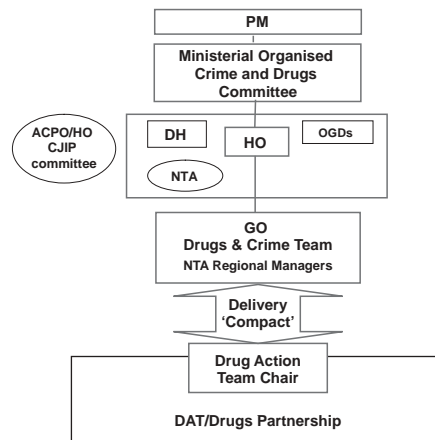 PM
Ministerial Organised
Crime and Drugs
Committee
ACPO/HO
CJIP
committee
DH
HO
OGDs
NTA
GO
Drugs & Crime Team
NTA Regional Managers
Delivery
‘Compact’
Drug Action
Team Chair
DAT/Drugs Partnership